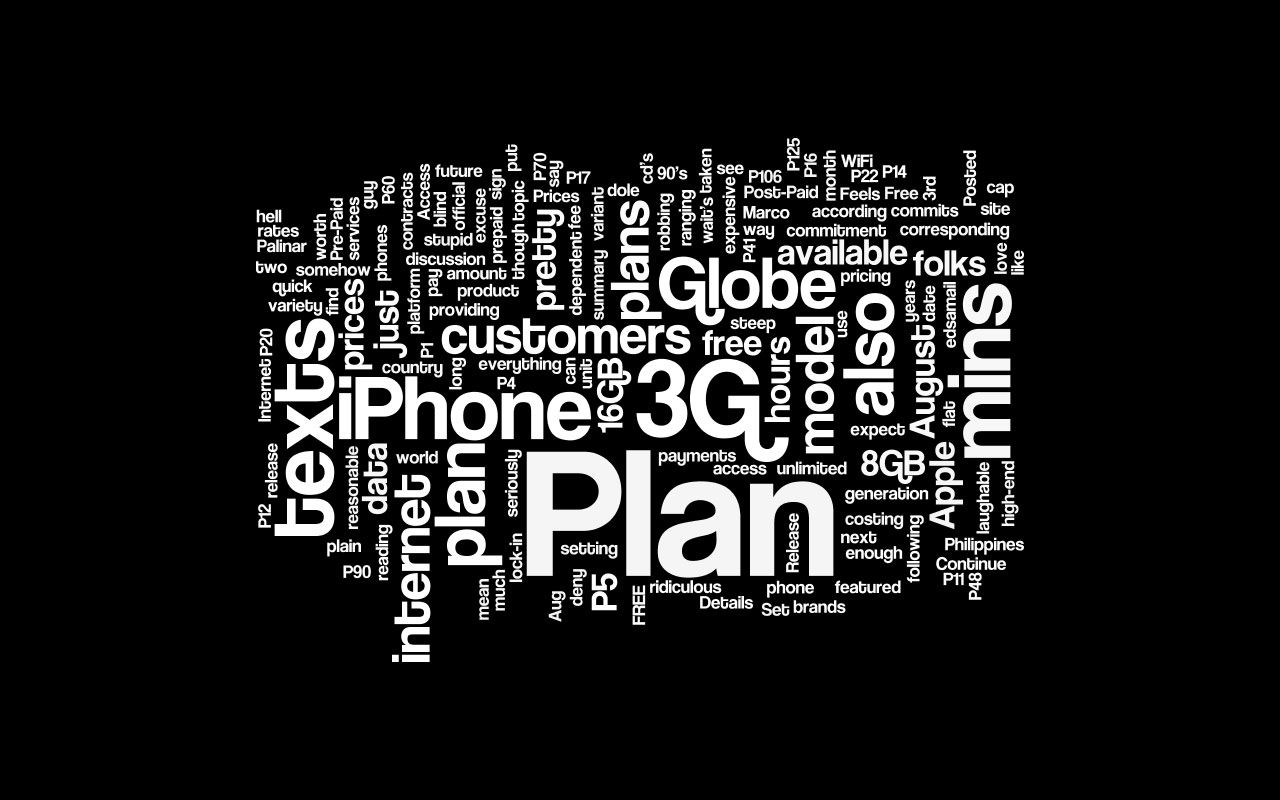 hell
rates
Palinar
two
somehow
quick
variety
worth
Pre-Paid
services
guy
P60
phones
find
prices
just
contracts
Access
future
blind
official
stupid
excuse
sign
prepaid
put
topic
though
discussion
platform
pay
amount
product
providing
P70
say
P17
Prices
pretty
dependent
fee
variant
summary
dole
plans
cd's
90's
robbing
ranging
taken
wait's
see
expensive
P106
P125
P16
month
WiFi
P22
P14
Post-Paid
Feels
Free
3rd
Posted
cap
Marco
according
commits
site
way
commitment
corresponding
P41
available
folks
love
like
Globe
pricing
years
date
edsamail
steep
model
use
also
mins
customers
free
hours
August
flat
P1
country
long
everything
P4
can
unit
16GB
Internet
P20
texts
iPhone
3G
expect
release
P12
reasonable
data
world
plan
seriously
Plan
payments
access
unlimited
8GB
Apple
laughable
high-end
generation
costing
next
enough
following
Philippines
Continue
P11
P48
plain
P90
reading
internet
lock-in
setting
Release
mean
much
Aug
deny
P5
FREE
ridiculous
Details
phone
Set
brands
featured